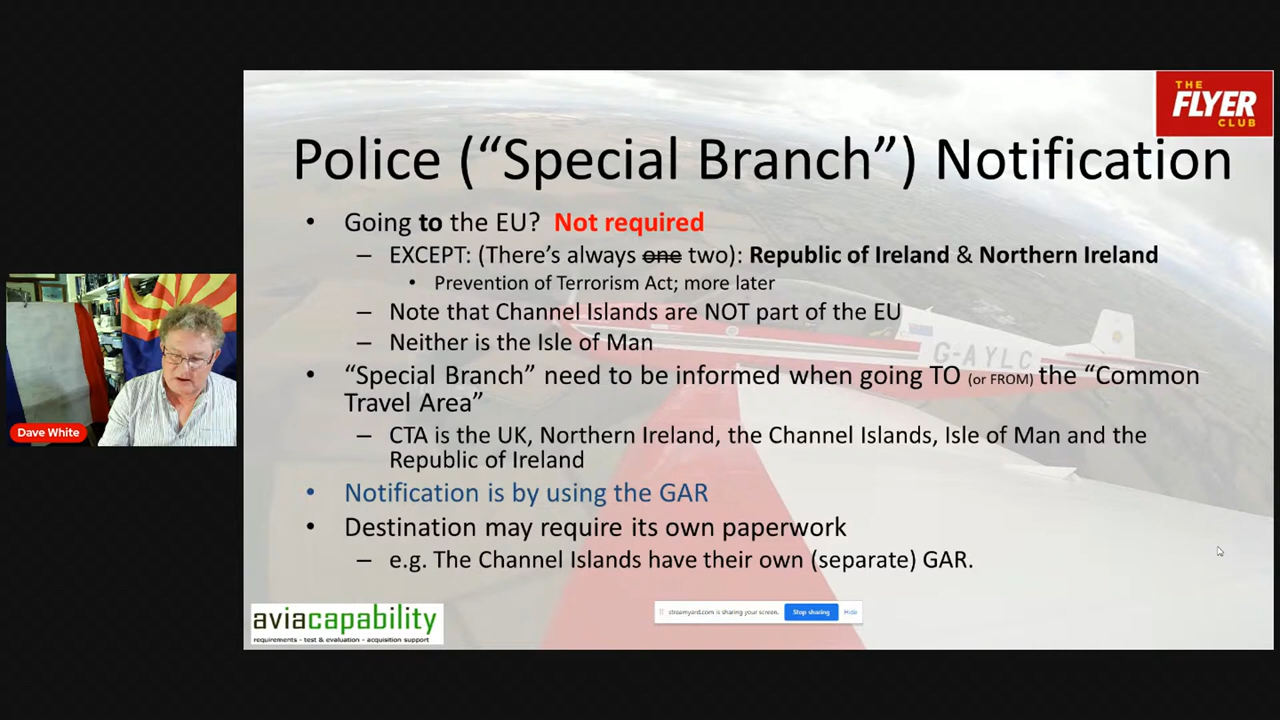 THE
FLYER
CLUB
Police (“Special Branch”) Notification
• Going to the EU? Not required
– EXCEPT: (There’s always one two): Republic of Ireland & Northern Ireland
• Prevention of Terrorism Act; more later
– Note that Channel Islands are NOT part of the EU
– Neither is the Isle of Man
• “Special Branch” need to be informed when going TO (or FROM) the “Common
Travel Area”
– CTA is the UK, Northern Ireland, the Channel Islands, Isle of Man and the
Republic of Ireland
• Notification is by using the GAR
• Destination may require its own paperwork
– e.g. The Channel Islands have their own (separate) GAR.
G-AYLC
Dave White
aviacapability
requirements - test & evaluation - acquisition support
streamyard.com is sharing your screen. Stop sharing Hide